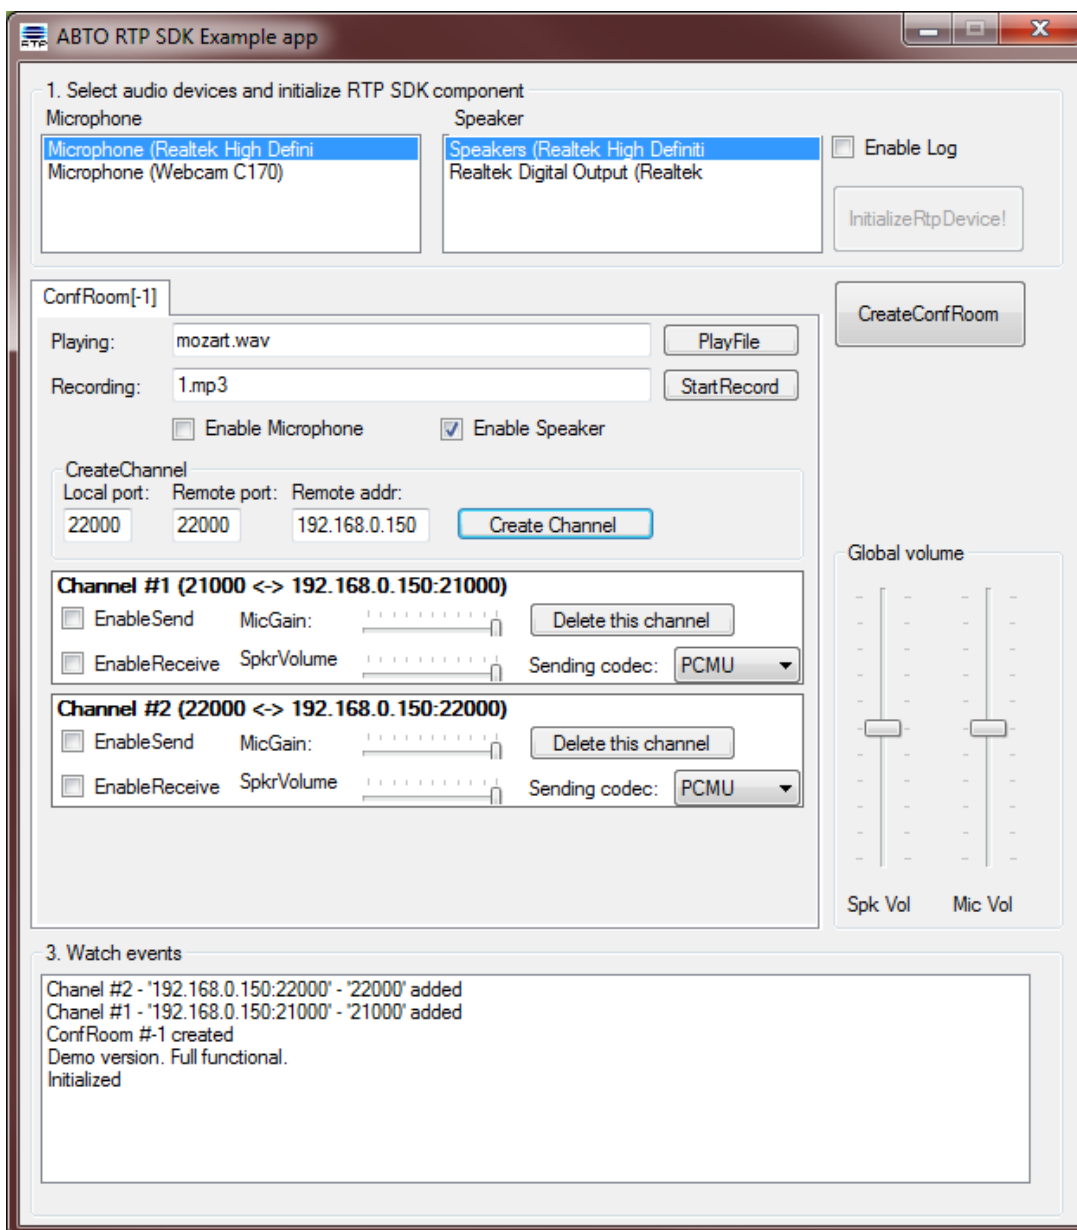 RTP ABTO RTP SDK Example app
1. Select audio devices and initialize RTP SDK component
Microphone Speaker
Microphone (Realtek High Defini Speakers (Realtek High Definiti Enable Log
Microphone (Webcam C170) Realtek Digital Output (Realtek
InitializeRtpDevice!
ConfRoom[-1] CreateConfRoom
Playing: mozart.wav PlayFile
Recording: 1.mp3 StartRecord
Enable Microphone Enable Speaker
CreateChannel
Local port: Remote port: Remote addr:
22000 22000 192.168.0.150 Create Channel
Global volume
Channel #1 (21000 <-> 192.168.0.150:21000)
EnableSend MicGain: Delete this channel
EnableReceive SpkrVolume Sending codec: PCMU
Channel #2 (22000 <-> 192.168.0.150:22000)
EnableSend MicGain: Delete this channel
EnableReceive SpkrVolume Sending codec: PCMU
Spk Vol Mic Vol
3. Watch events
Chanel #2 - '192.168.0.150:22000' - '22000' added
Chanel #1 - '192.168.0.150:21000' - '21000' added
ConfRoom #-1 created
Demo version. Full functional.
Initialized